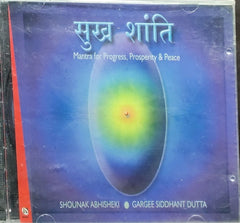 सुख शांति
Mantra for Progress, Prosperity & Peace
SHOUNAK ABHISHEKI GARGEE SIDDHANT DUTTA